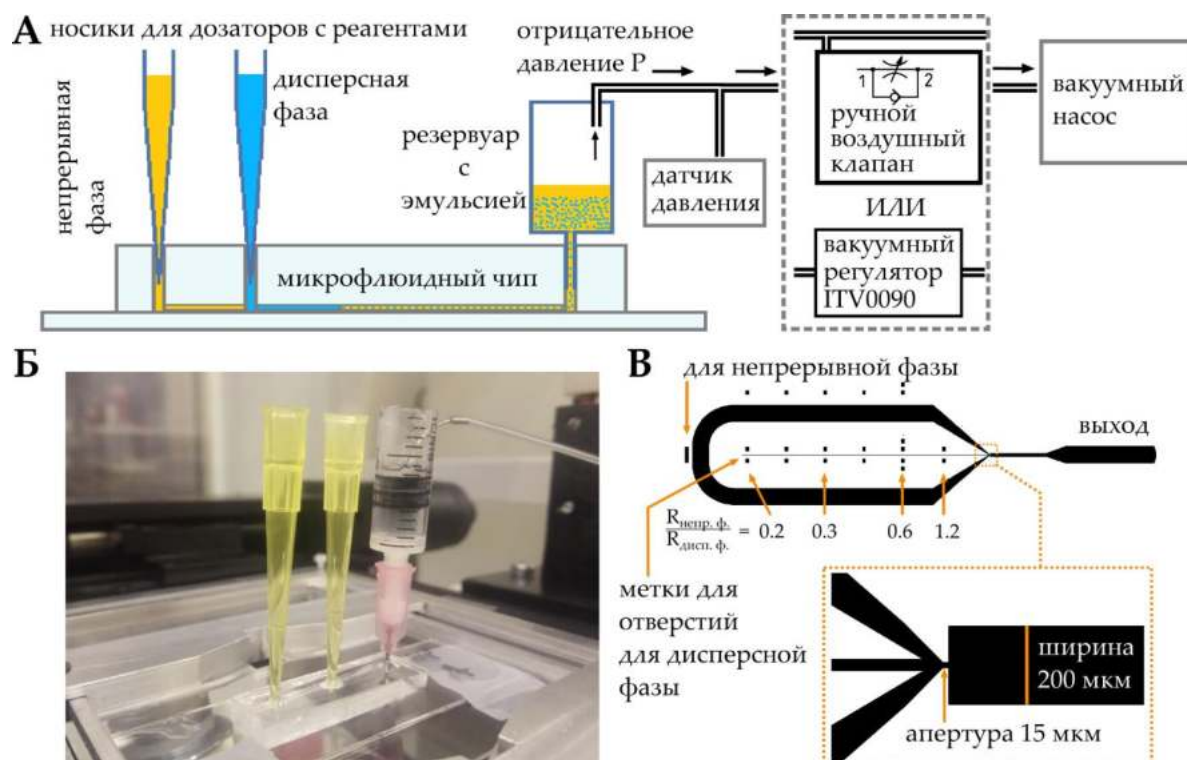 А
носики для дозаторов с реагентами
непрерывная
фаза
дисперсная
фаза
отрицательное
давление P
резервуар
с
эмульсией
датчик
давления
1
2
ручной
воздушный
клапан
ИЛИ
вакуумный
регулятор
ITV0090
вакуумный
насос
микрофлюидный чип
Б
В
для непрерывной фазы
выход
Rнепр. ф.
Rдисп. ф.
= 0.2 0.3 0.6 1.2
метки для
отверстий
для дисперсной
фазы
ширина
200 мкм
апертура 15 мкм